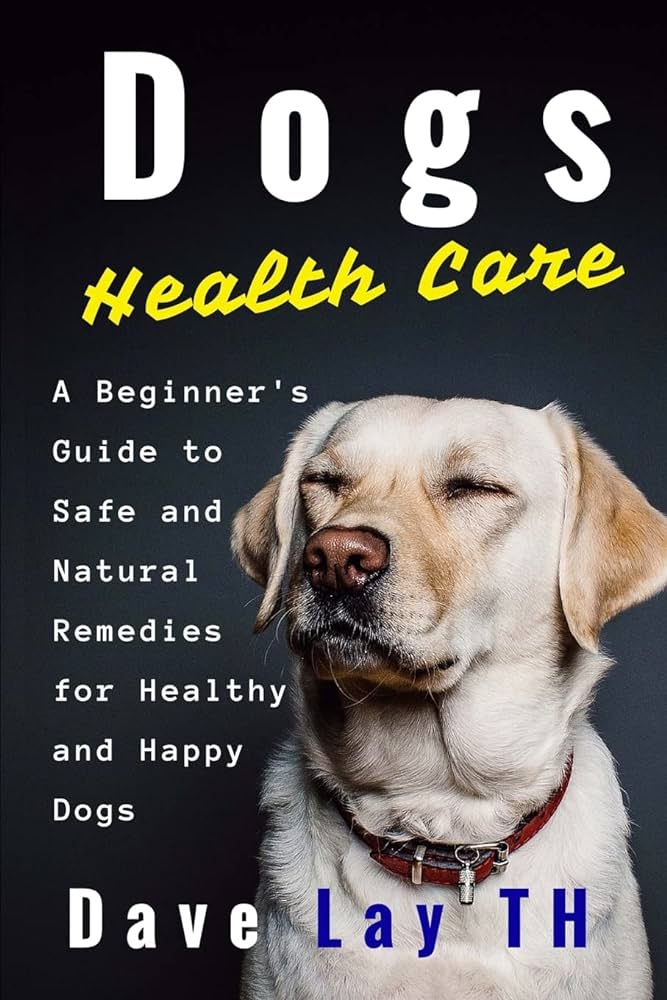 Dogs
Health Care
A Beginner's
Guide to
Safe and
Natural
Remedies
for Healthy
and Happy
Dogs
Dave Lay TH